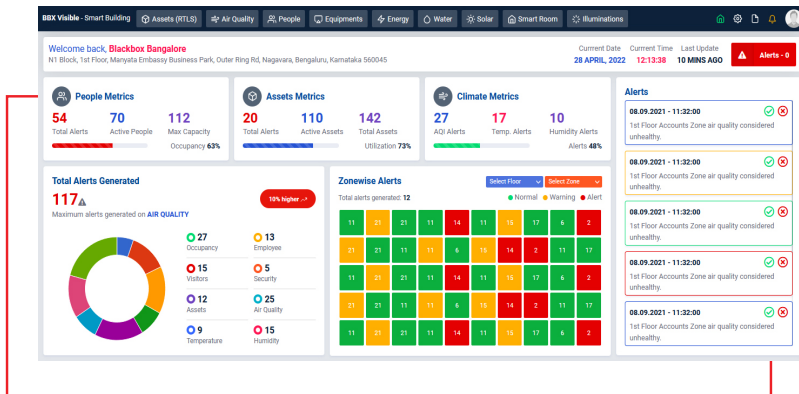 BBX Visible - Smart Building Assets (RTLS) Air Quality People Equipments Energy Water Solar Smart Room Illuminations
Welcome back, Blackbox Bangalore
N1 Block, 1st Floor, Manyata Embassy Business Park, Outer Ring Rd, Nagavara, Bengaluru, Karnataka 560045
Current Date Current Time Last Update
28 APRIL, 2022 12:13:38 10 MINS AGO
Alerts - 0
People Metrics
54 70 112
Total Alerts Active People Max Capacity
Occupancy 63%
Assets Metrics
20 110 142
Total Alerts Active Assets Total Assets
Utilization 73%
Climate Metrics
27 17 10
AQI Alerts Temp. Alerts Humidity Alerts
Alerts 48%
Total Alerts Generated
117
10% higher
Maximum alerts generated on AIR QUALITY
27 13
Occupancy Employee
15 5
Visitors Security
12 25
Assets Air Quality
9 15
Temperature Humidity
Zonewise Alerts
Select Floor Select Zone
Total alerts generated: 12
Normal Warning Alert
11 21 21 11 14 11 15 17 6 2
21 21 11 11 6 15 14 2 11 17
11 21 21 11 14 11 15 17 6 2
21 21 11 11 6 15 14 2 11 17
11 21 21 11 14 11 15 17 6 2
Alerts
08.09.2021 - 11:32:00
1st Floor Accounts Zone air quality considered
unhealthy.
08.09.2021 - 11:32:00
1st Floor Accounts Zone air quality considered
unhealthy.
08.09.2021 - 11:32:00
1st Floor Accounts Zone air quality considered
unhealthy.
08.09.2021 - 11:32:00
1st Floor Accounts Zone air quality considered
unhealthy.
08.09.2021 - 11:32:00
1st Floor Accounts Zone air quality considered
unhealthy.